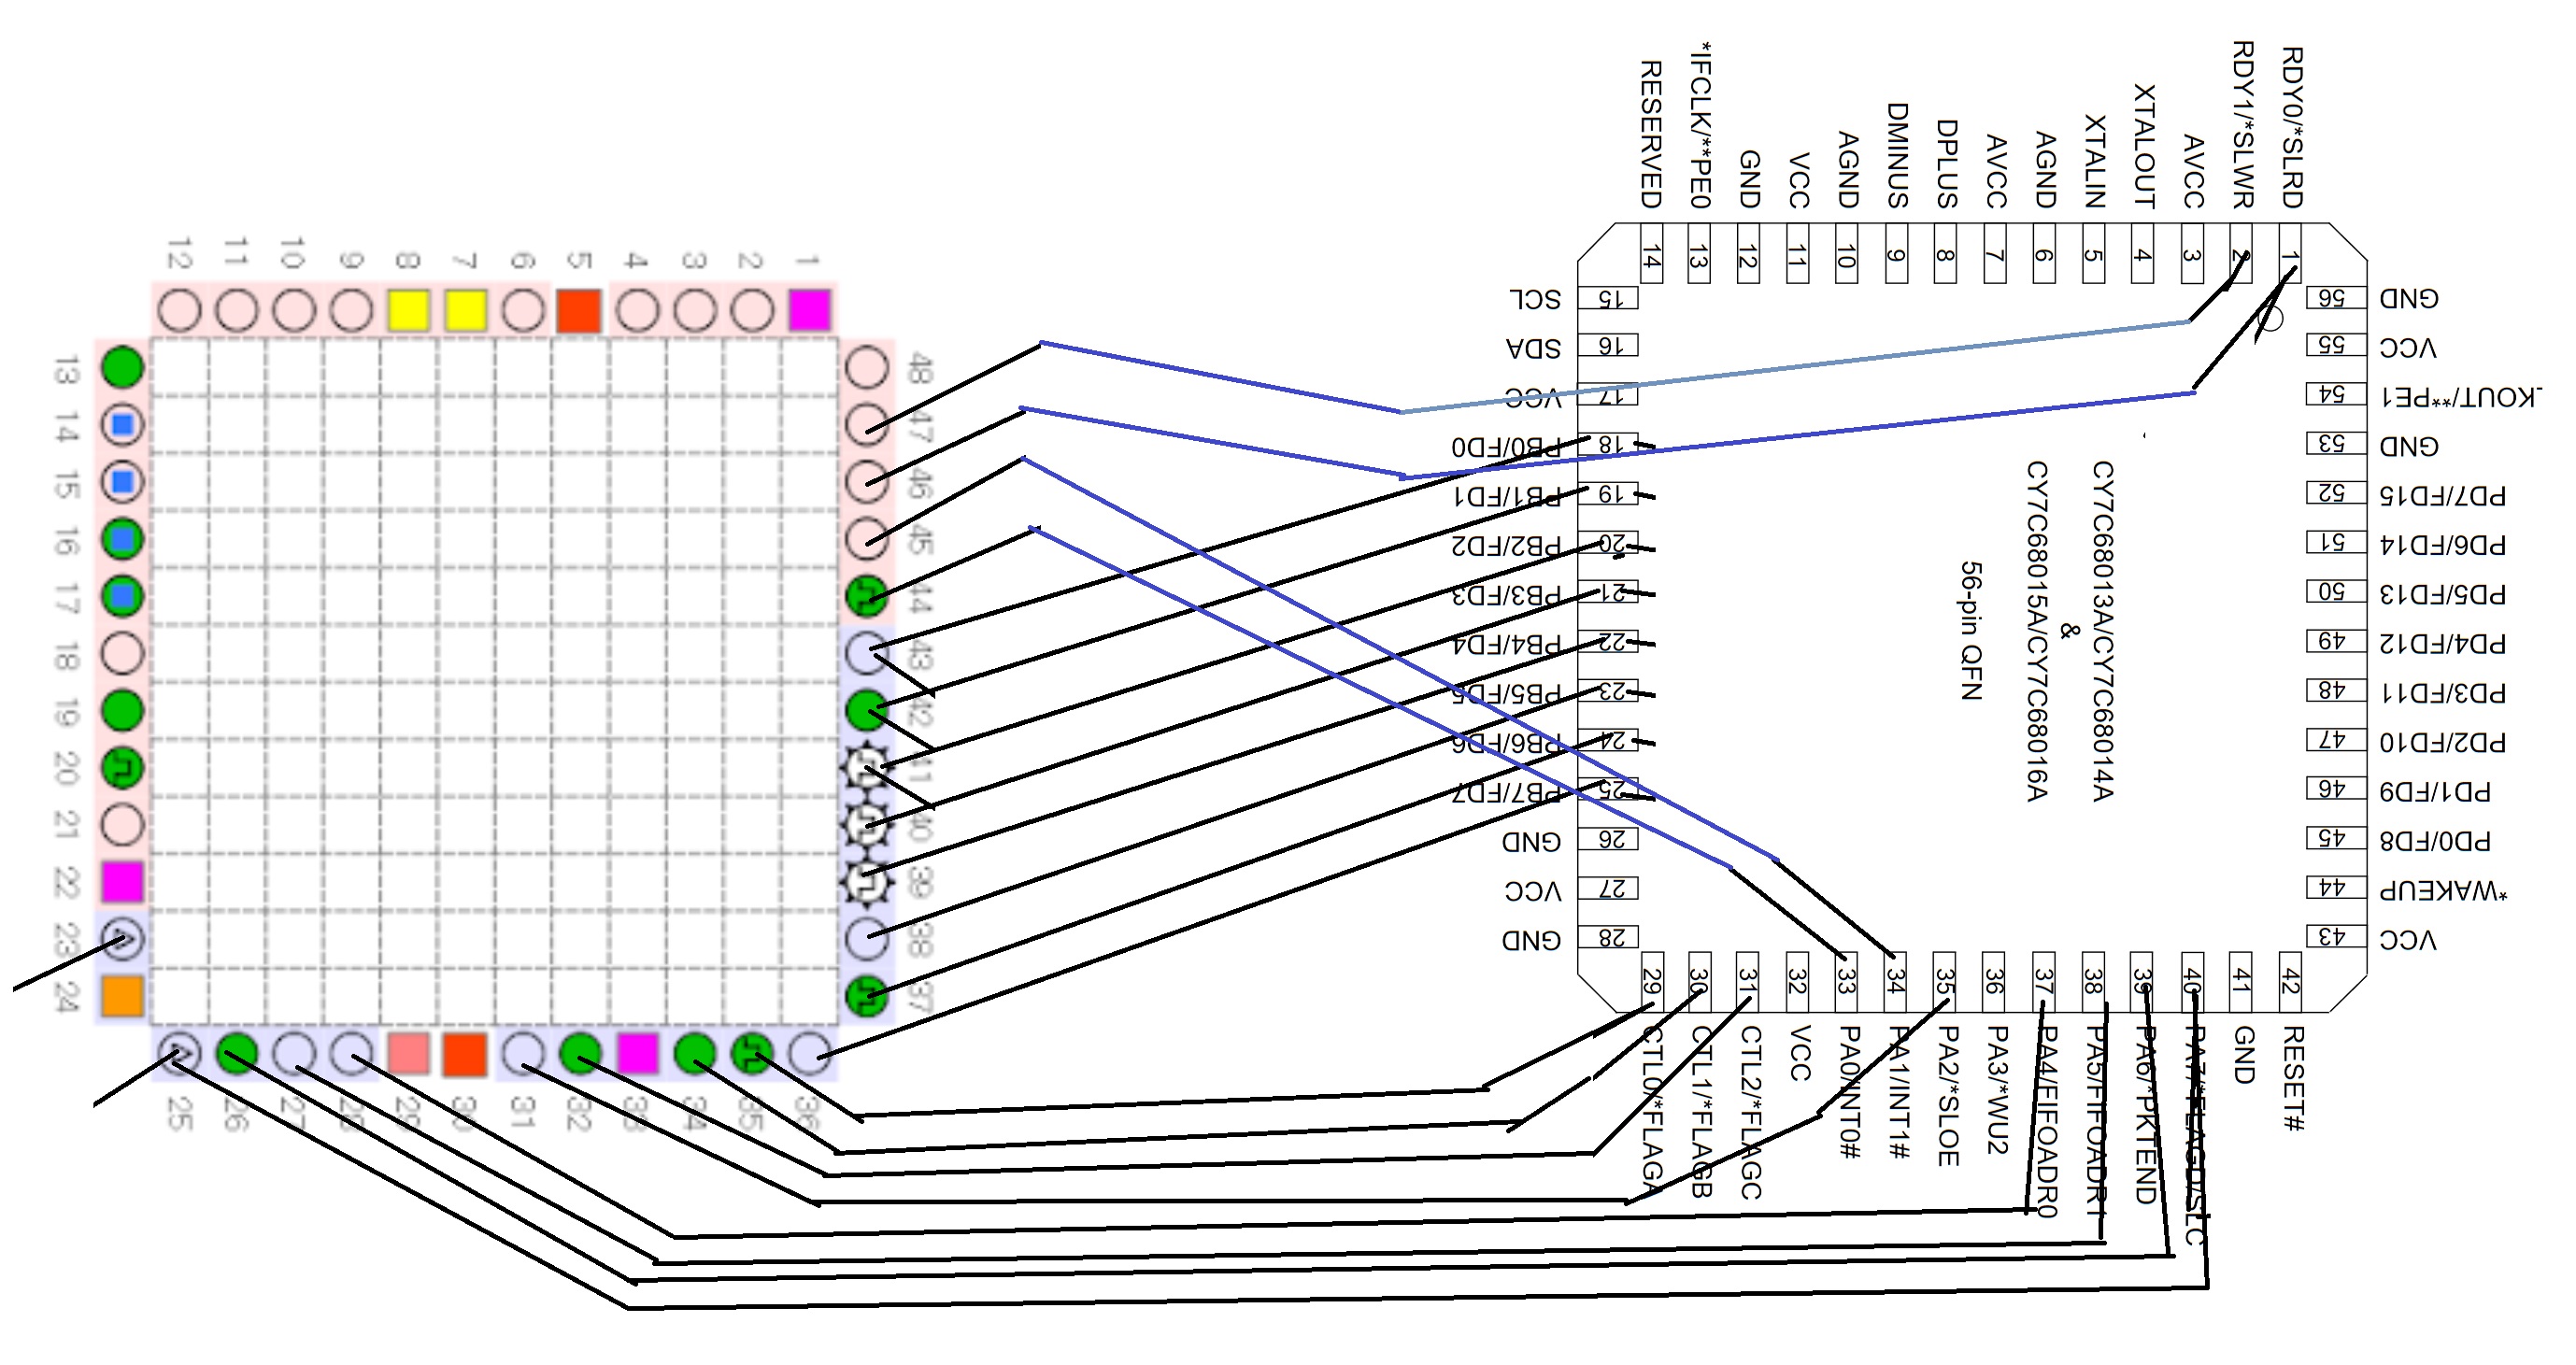 RESERVED
*IFCLK/**PE0
GND
VCC
AGND
DMINUS
DPLUS
AVCC
AGND
XTALIN
XTALOUT
AVCC
RDY1/*SLWR
RDY0/*SLRD
14
13
12
11
10
9
8
7
6
5
4
3
2
1
12
11
10
9
8
7
6
5
4
3
2
1
13
14
15
16
17
18
19
20
21
22
23
24
48
47
46
45
44
43
42
41
40
39
38
37
25
26
27
28
29
30
31
32
33
34
35
36
SCL 15
SDA 16
VCC 17
PB0/FD0 18
PB1/FD1 19
PB2/FD2 20
PB3/FD3 21
PB4/FD4 22
PB5/FD5 23
PB6/FD6 24
PB7/FD7 25
GND 26
VCC 27
GND 28
CY7C68013A/CY7C68014A
&
CY7C68015A/CY7C68016A
56-pin QFN
56 GND
55 VCC
54 KOUT/**PE1
53 GND
52 PD7/FD15
51 PD6/FD14
50 PD5/FD13
49 PD4/FD12
48 PD3/FD11
47 PD2/FD10
46 PD1/FD9
45 PD0/FD8
44 *WAKEUP
43 VCC
29
30
31
32
33
34
35
36
37
38
39
40
41
42
CTL0/*FLAGA
CTL1/*FLAGB
CTL2/*FLAGC
VCC
PA0/INT0#
PA1/INT1#
PA2/*SLOE
PA3/*WU2
PA4/FIFOADR0
PA5/FIFOADR1
PA6/*PKTEND
PA7/*FLAGD/SLC
GND
RESET#